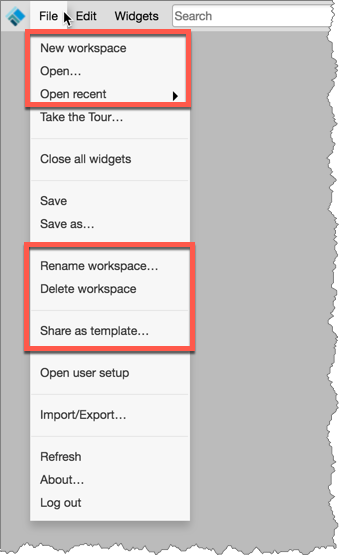 File Edit Widgets Search
New workspace
Open...
Open recent
Take the Tour...
Close all widgets
Save
Save as...
Rename workspace...
Delete workspace
Share as template...
Open user setup
Import/Export...
Refresh
About...
Log out